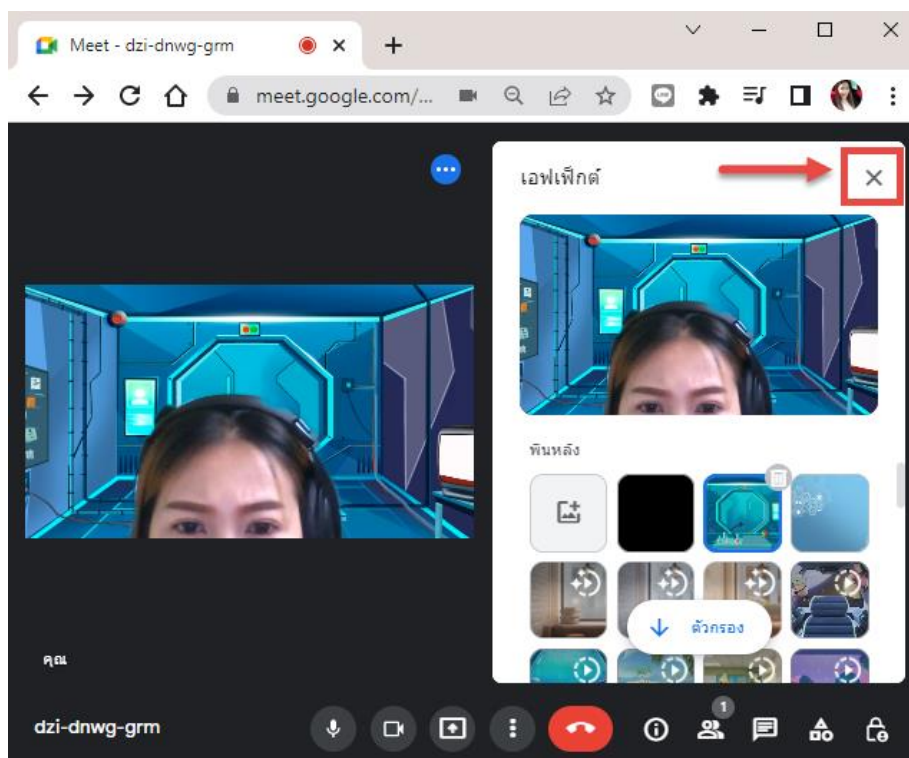 Meet - dzi-dnwg-grm
meet.google.com/...
เอฟเฟ็กต์
พื้นหลัง
ตัวกรอง
คุณ
dzi-dnwg-grm
1